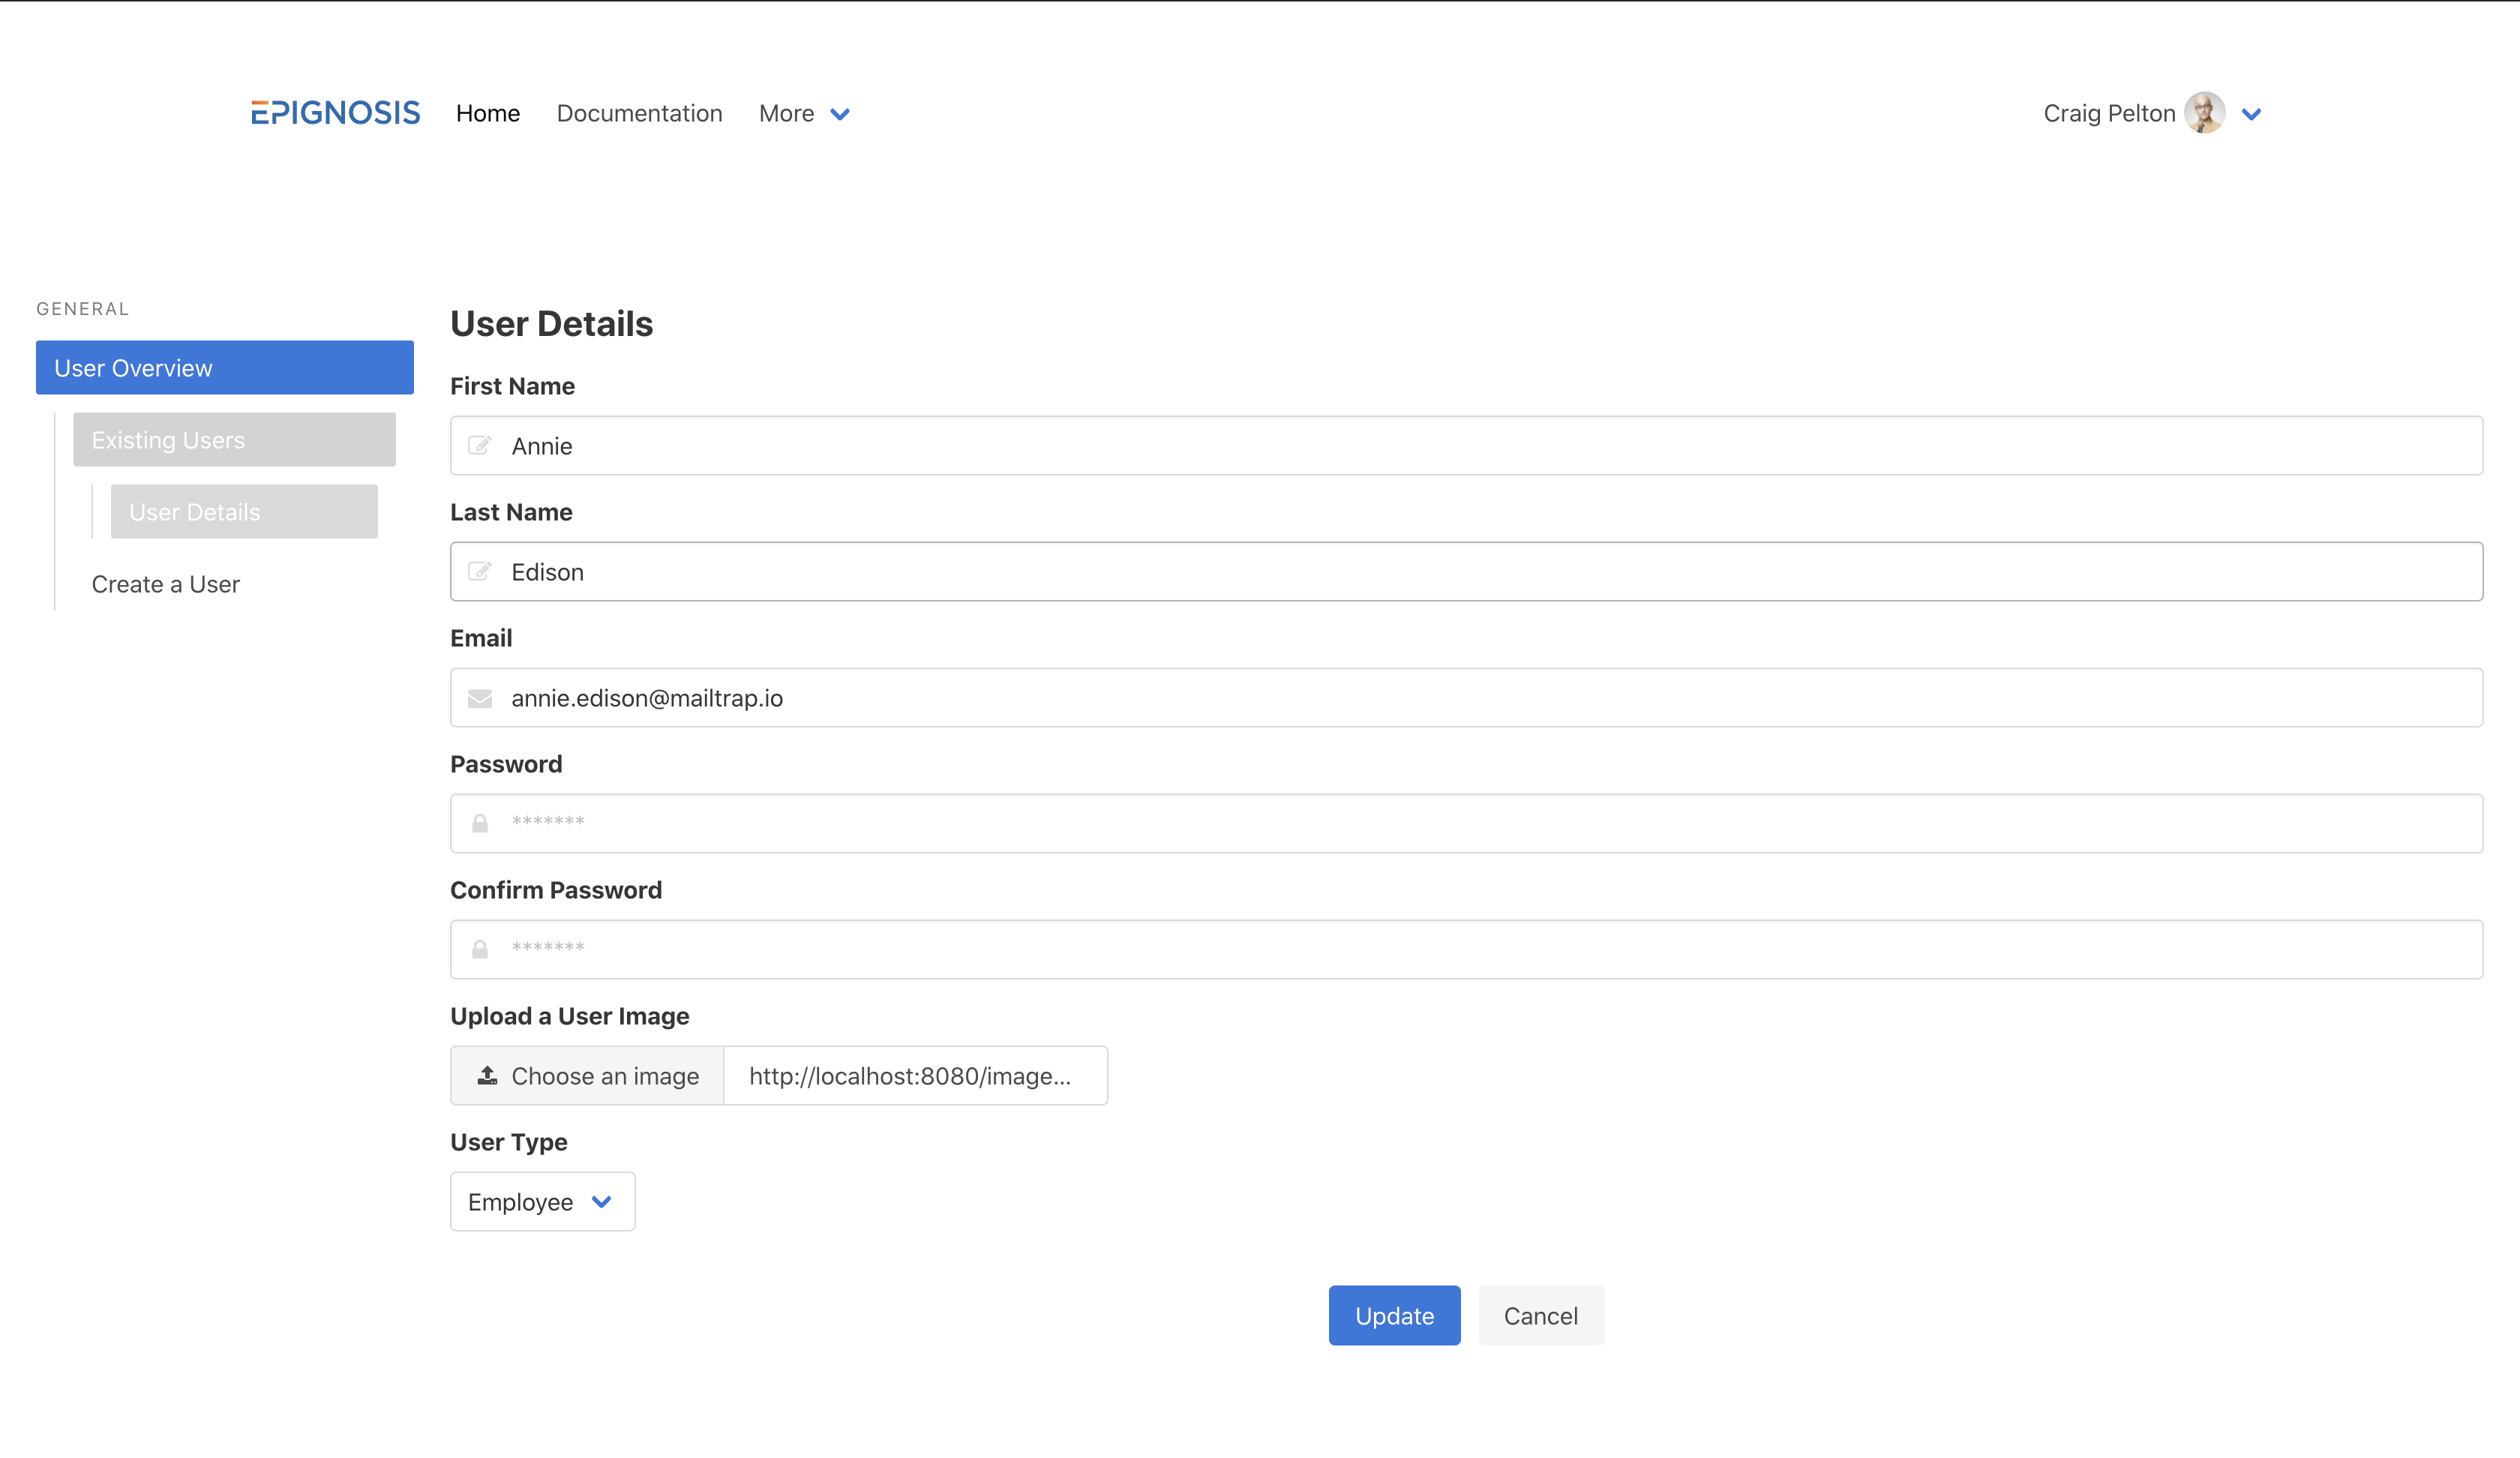 EPIGNOSIS Home Documentation More Craig Pelton
GENERAL
User Overview
Existing Users
User Details
Create a User
User Details
First Name
Annie
Last Name
Edison
Email
annie.edison@mailtrap.io
Password
*******
Confirm Password
*******
Upload a User Image
Choose an image http://localhost:8080/image...
User Type
Employee
Update Cancel